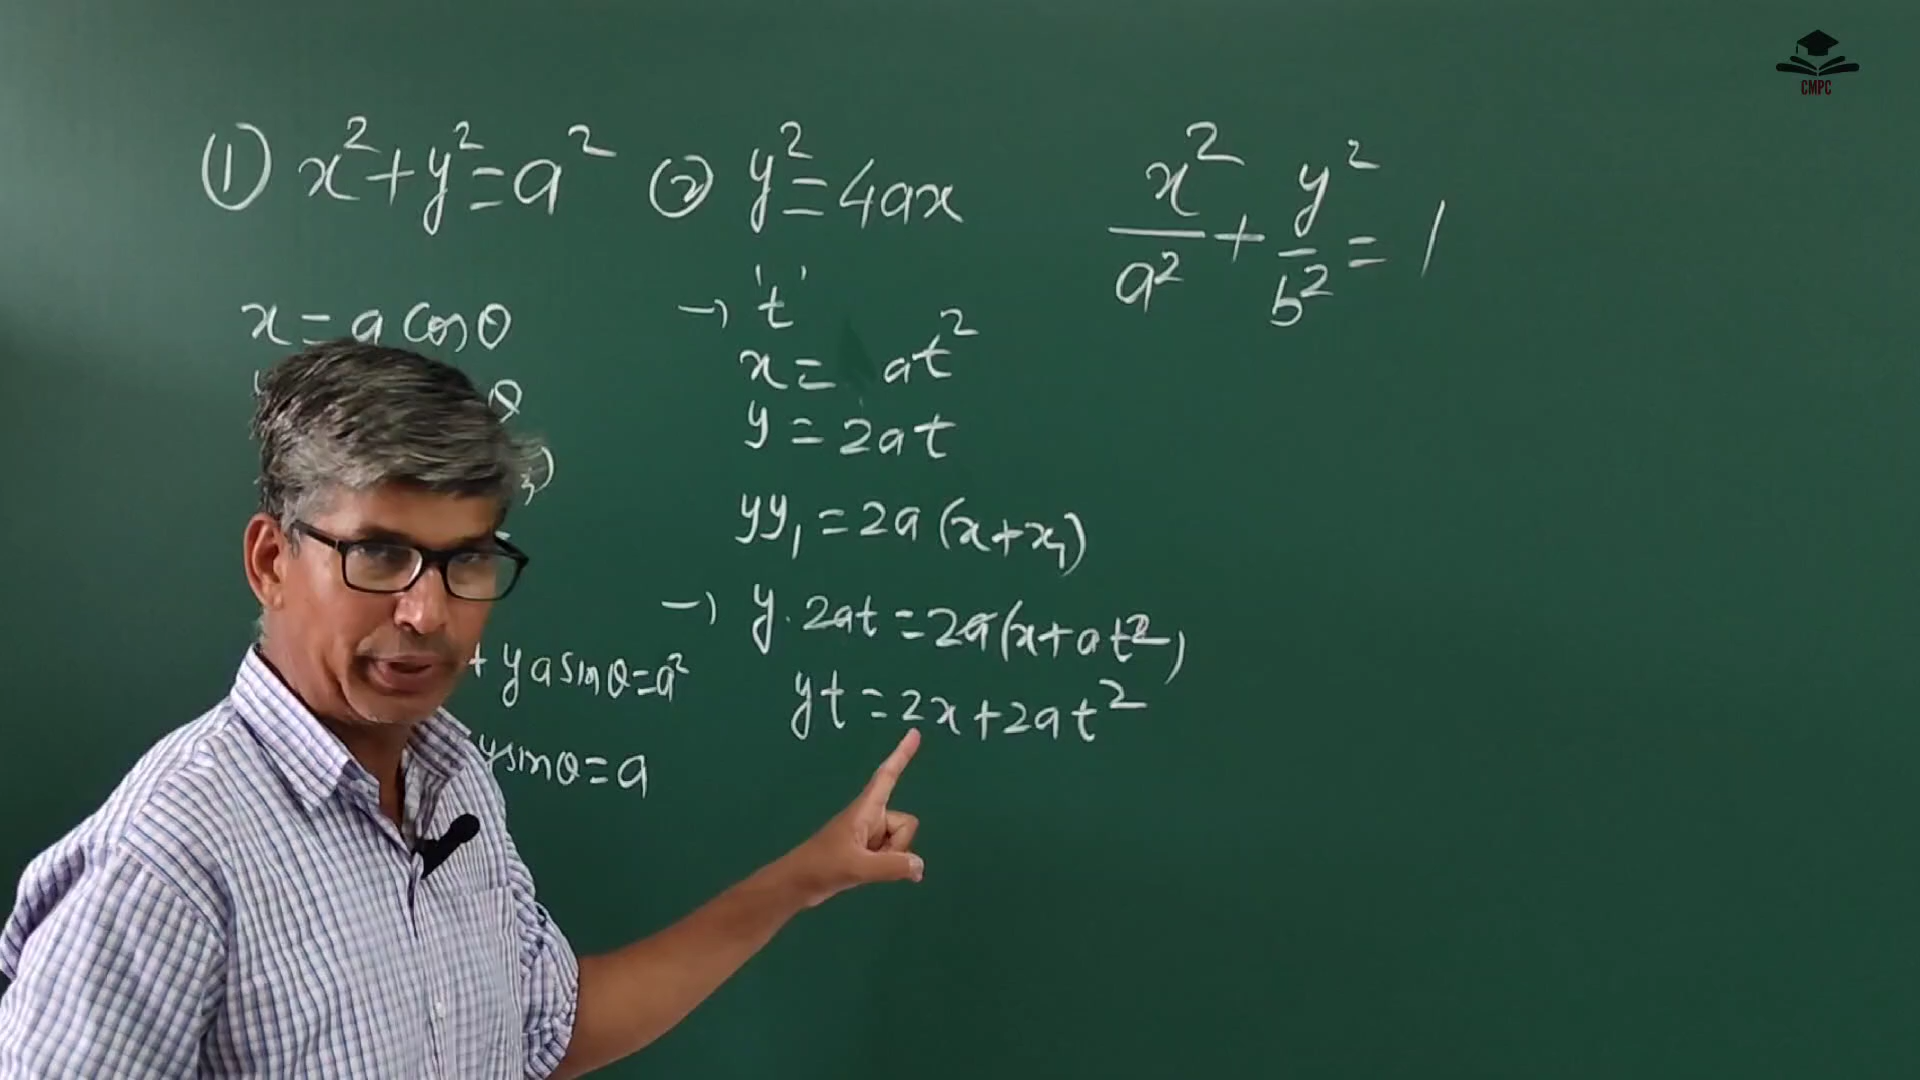 CMPC
① x²+y²=a²
x = a cos θ
θ
+ y a sin θ = a²
y sin θ = a
② y² = 4ax
→ 't'
x = at²
y = 2at
yy₁ = 2a (x+x₁)
→ y. 2at = 2a(x+at²)
yt = 2x+2at²
x²/a² + y²/b² = 1